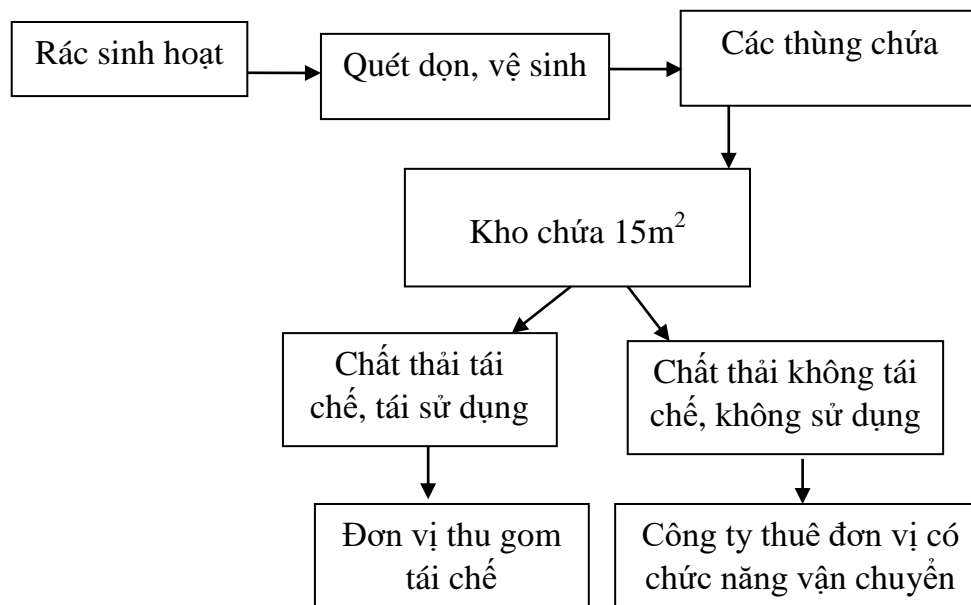 Rác sinh hoạt
Quét dọn, vệ sinh
Các thùng chứa
Kho chứa 15m²
Chất thải tái
chế, tái sử dụng
Chất thải không tái
chế, không sử dụng
Đơn vị thu gom
tái chế
Công ty thuê đơn vị có
chức năng vận chuyển